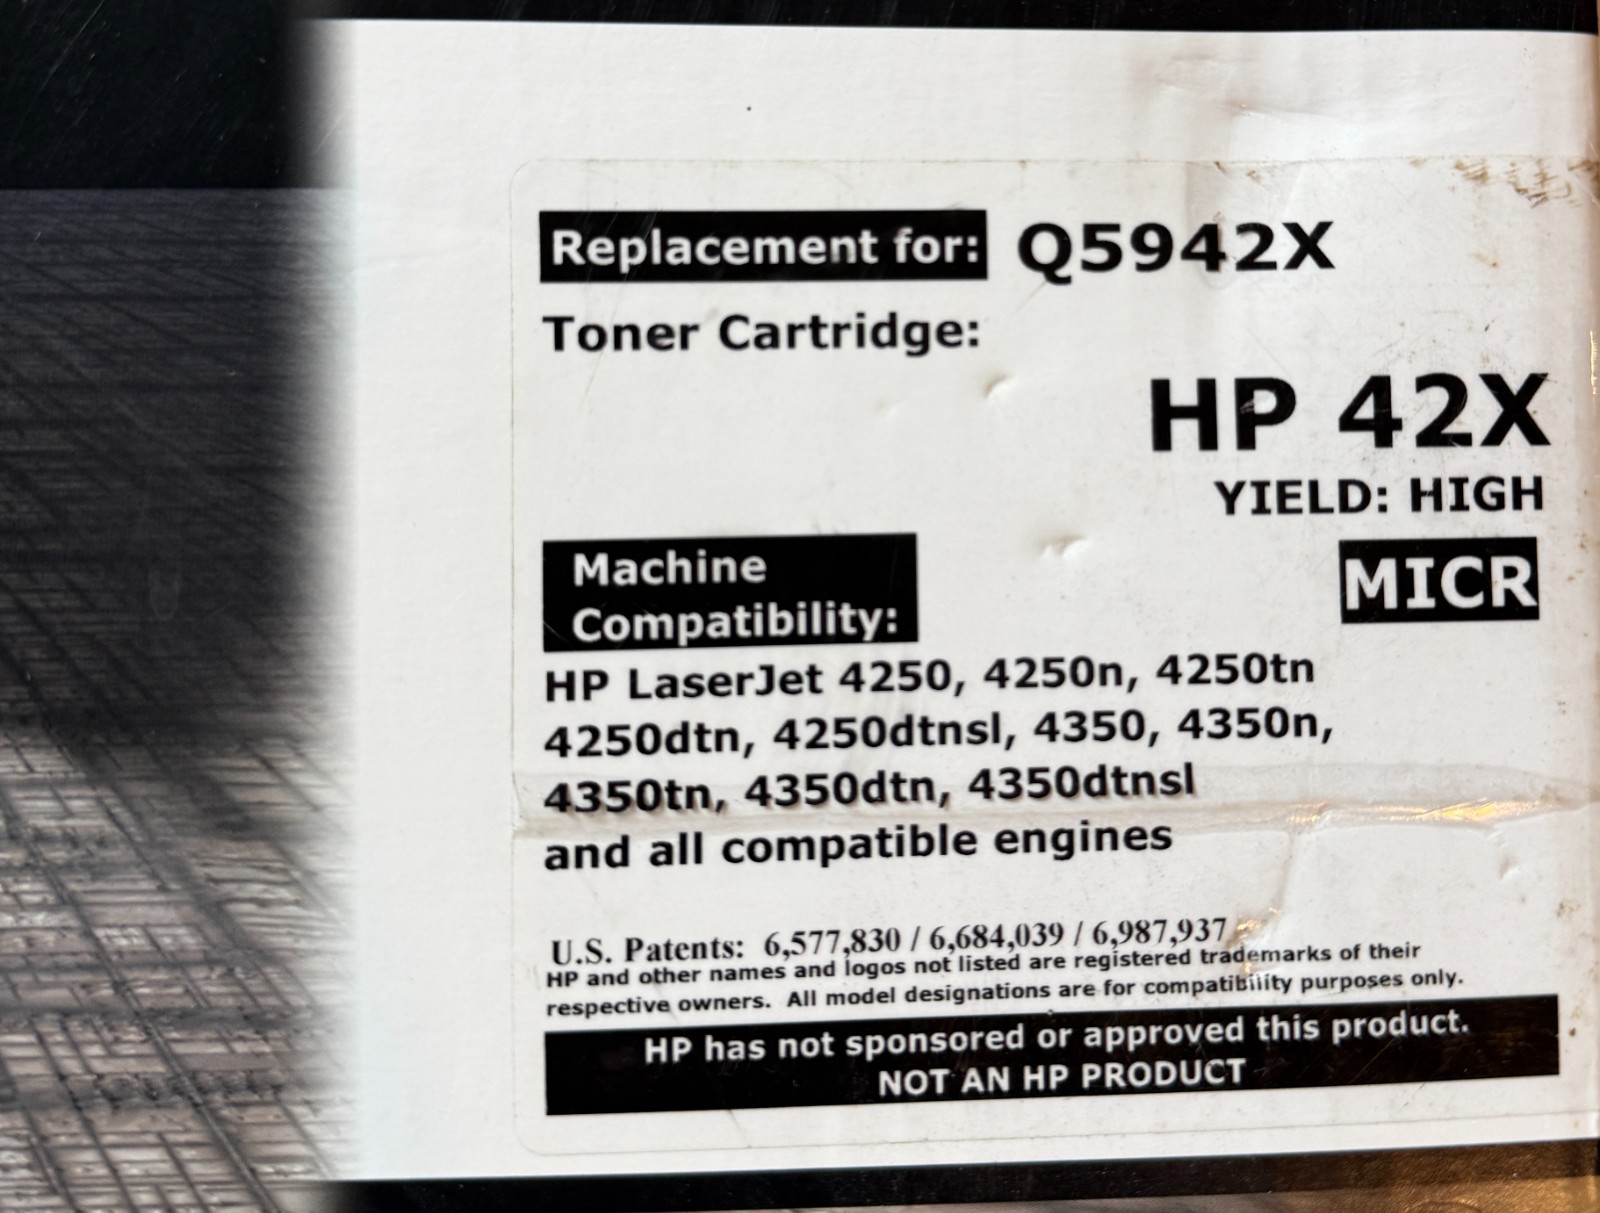 Replacement for: Q5942X
Toner Cartridge:
HP 42X
YIELD: HIGH
MICR
Machine
Compatibility:
HP LaserJet 4250, 4250n, 4250tn
4250dtn, 4250dtnsl, 4350, 4350n,
4350tn, 4350dtn, 4350dtnsl
and all compatible engines
U.S. Patents: 6,577,830 / 6,684,039 / 6,987,937
HP and other names and logos not listed are registered trademarks of their
respective owners. All model designations are for compatibility purposes only.
HP has not sponsored or approved this product.
NOT AN HP PRODUCT